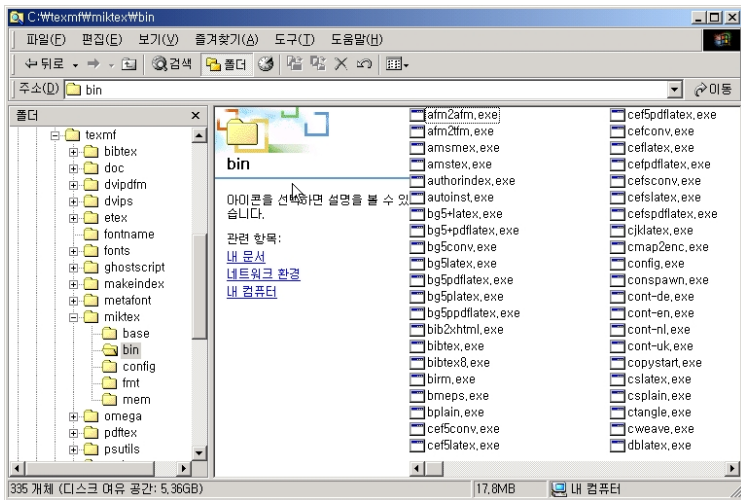 C:₩texmf₩miktex₩bin
파일(F) 편집(E) 보기(V) 즐겨찾기(A) 도구(T) 도움말(H)
뒤로 검색 폴더
주소(D) bin 이동
폴더
texmf
bibtex
doc
dvipdfm
dvips
etex
fontname
fonts
ghostscript
makeindex
metafont
miktex
base
bin
config
fmt
mem
omega
pdftex
psutils
bin
아이콘을 선택하면 설명을 볼 수 있
습니다.
관련 항목:
내 문서
네트워크 환경
내 컴퓨터
afm2afm.exe
afm2tfm.exe
amsmex.exe
amstex.exe
authorindex.exe
autoinst.exe
bg5+latex.exe
bg5+pdflatex.exe
bg5conv.exe
bg5latex.exe
bg5pdflatex.exe
bg5platex.exe
bg5ppdflatex.exe
bib2xhtml.exe
bibtex.exe
bibtex8.exe
birm.exe
bmeps.exe
bplain.exe
cef5conv.exe
cef5latex.exe
cef5pdflatex.exe
cefconv.exe
ceflatex.exe
cefpdflatex.exe
cefsconv.exe
cefslatex.exe
cefspdflatex.exe
cjklatex.exe
cmap2enc.exe
config.exe
conspawn.exe
cont-de.exe
cont-en.exe
cont-nl.exe
cont-uk.exe
copystart.exe
cslatex.exe
csplain.exe
ctangle.exe
cweave.exe
dblatex.exe
335 개체 (디스크 여유 공간: 5,36GB) 17,8MB 내 컴퓨터